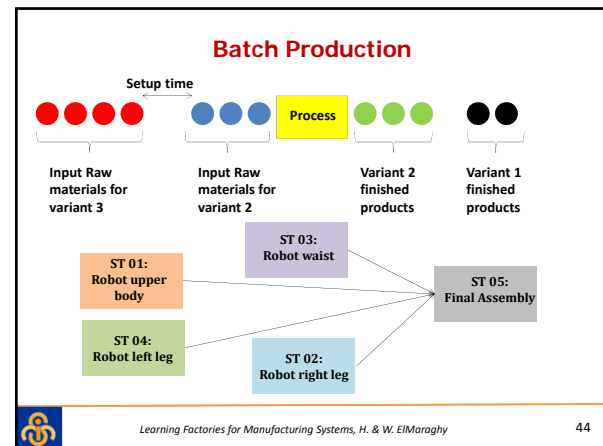 Batch Production
Setup time
Process
Input Raw
materials for
variant 3
Input Raw
materials for
variant 2
Variant 2
finished
products
Variant 1
finished
products
ST 03:
Robot waist
ST 01:
Robot upper
body
ST 05:
Final Assembly
ST 04:
Robot left leg
ST 02:
Robot right leg
Learning Factories for Manufacturing Systems, H. & W. ElMaraghy
44